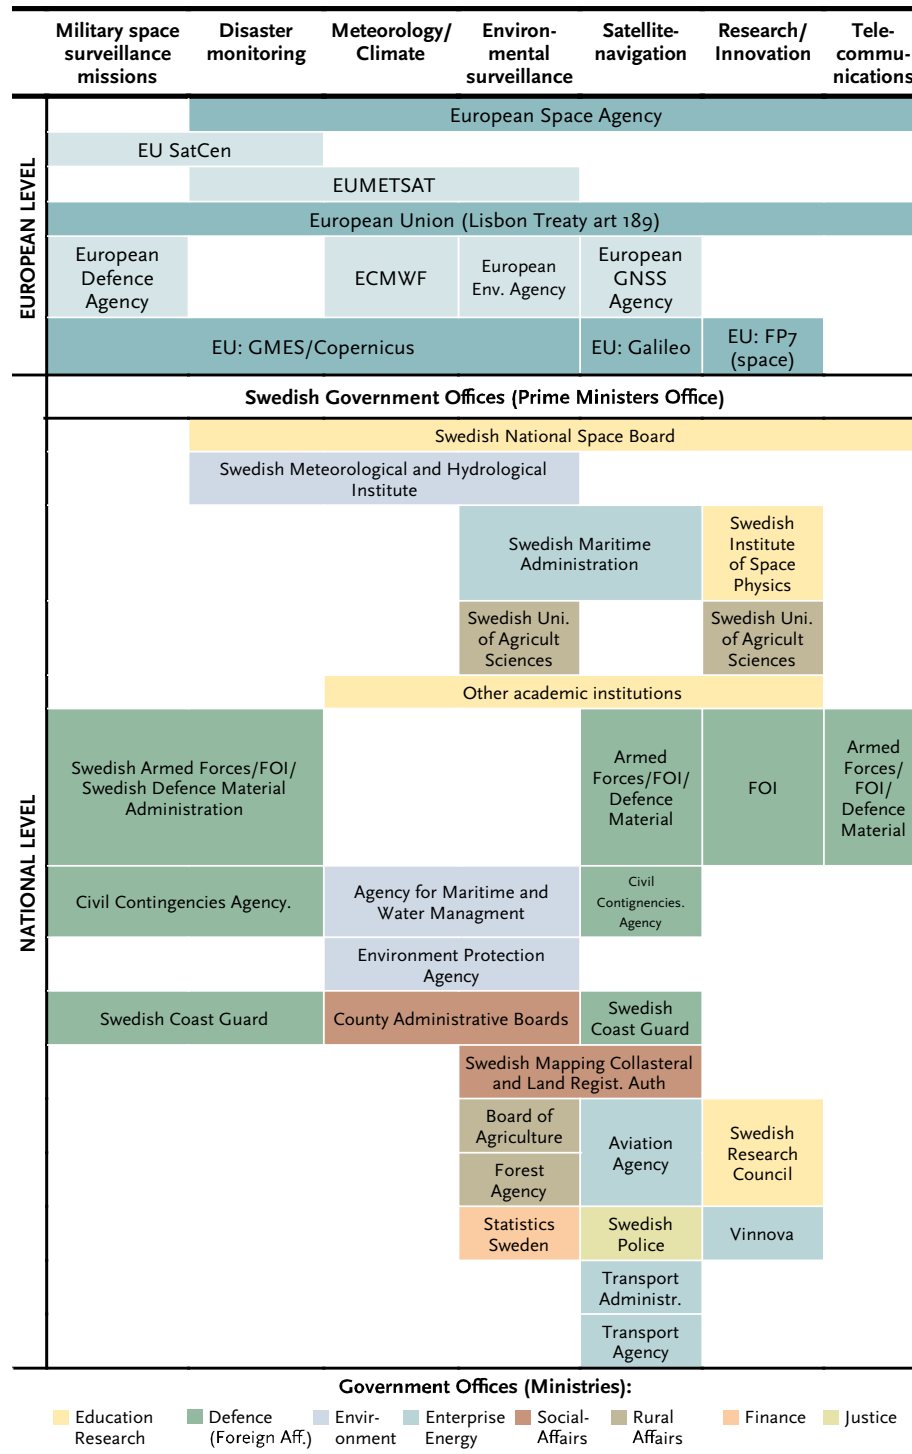 Military space
surveillance
missions
Disaster
monitoring
Meteorology/
Climate
Environ-
mental
surveillance
Satellite-
navigation
Research/
Innovation
Tele-
commu-
nications
EUROPEAN LEVEL
European Space Agency
EU SatCen
EUMETSAT
European Union (Lisbon Treaty art 189)
European
Defence
Agency
ECMWF
European
Env. Agency
European
GNSS
Agency
EU: GMES/Copernicus
EU: Galileo
EU: FP7
(space)
Swedish Government Offices (Prime Ministers Office)
NATIONAL LEVEL
Swedish National Space Board
Swedish Meteorological and Hydrological
Institute
Swedish Maritime
Administration
Swedish
Institute
of Space
Physics
Swedish Uni.
of Agricult
Sciences
Swedish Uni.
of Agricult
Sciences
Other academic institutions
Swedish Armed Forces/FOI/
Swedish Defence Material
Administration
Armed
Forces/FOI/
Defence
Material
FOI
Armed
Forces/
FOI/
Defence
Material
Civil Contingencies Agency.
Agency for Maritime and
Water Managment
Civil
Contignencies.
Agency
Environment Protection
Agency
Swedish Coast Guard
County Administrative Boards
Swedish
Coast Guard
Swedish Mapping Collasteral
and Land Regist. Auth
Board of
Agriculture
Aviation
Agency
Swedish
Research
Council
Forest
Agency
Statistics
Sweden
Swedish
Police
Vinnova
Transport
Administr.
Transport
Agency
Government Offices (Ministries):
Education
Research
Defence
(Foreign Aff.)
Envir-
onment
Enterprise
Energy
Social-
Affairs
Rural
Affairs
Finance
Justice